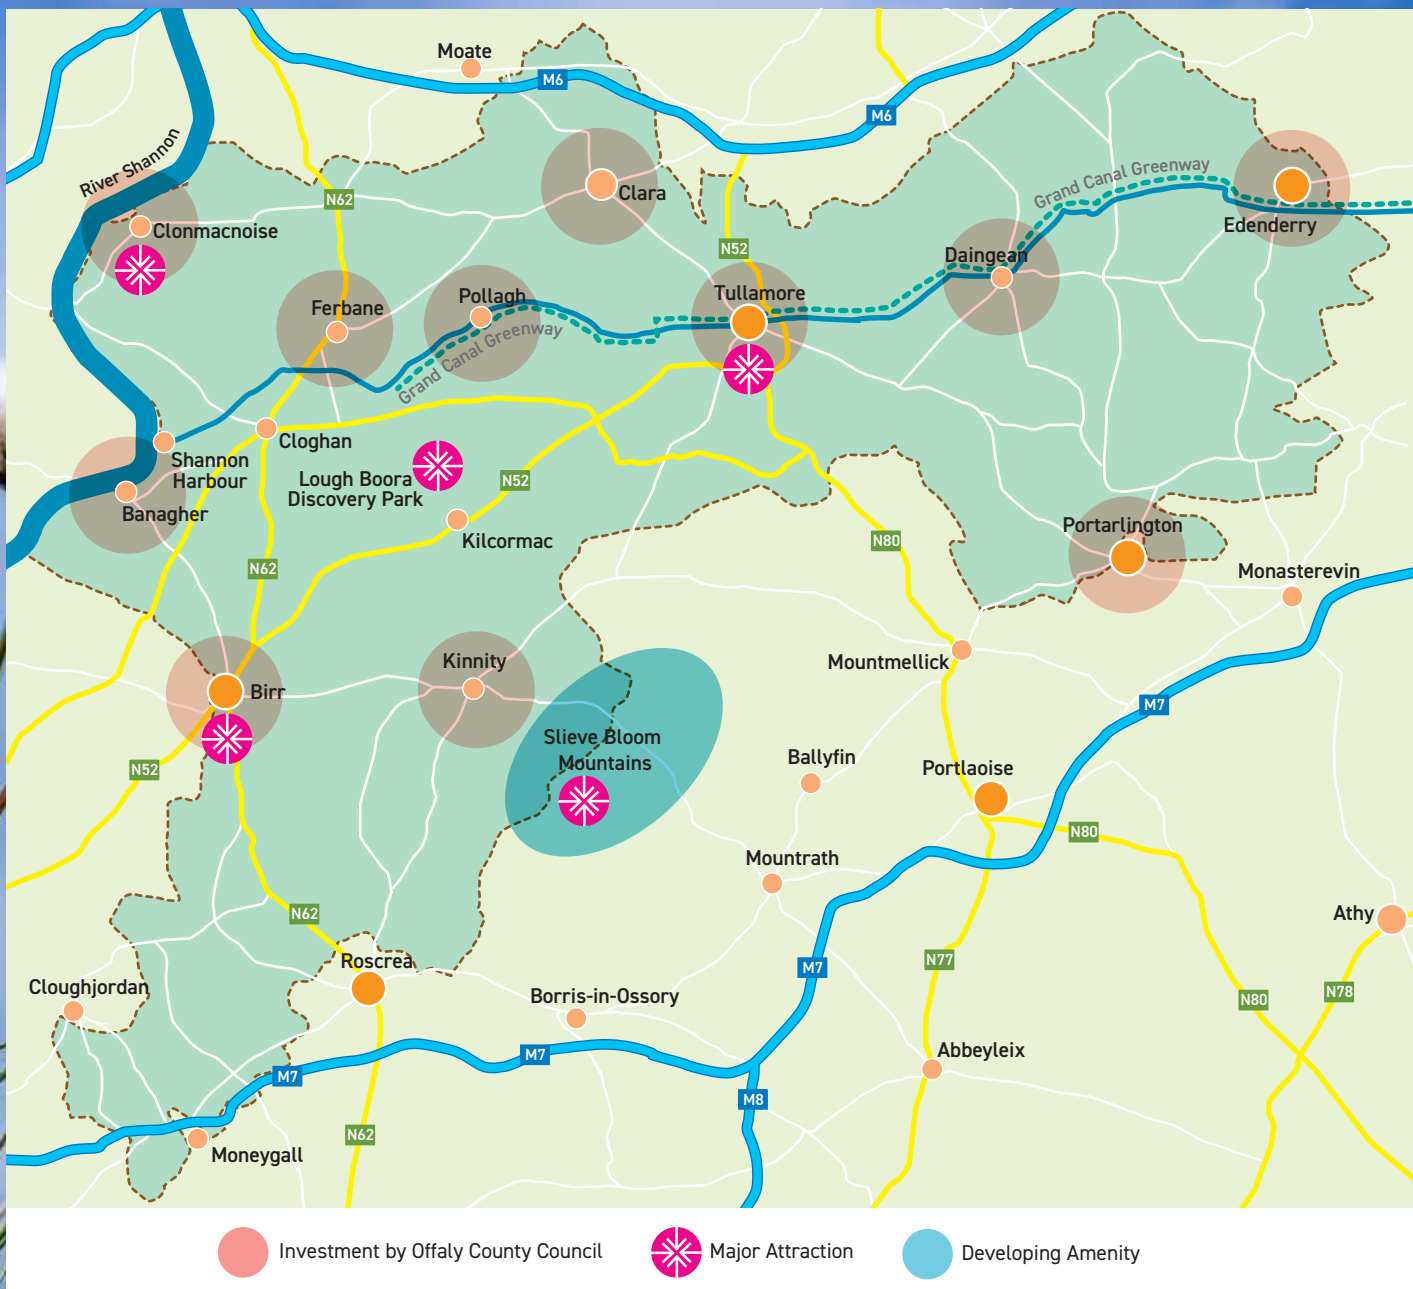 Moate
M6
M6
River Shannon
N62
Clara
Grand Canal Greenway
Edenderry
Clonmacnoise
N52
Daingean
Ferbane
Pollagh
Tullamore
Grand Canal Greenway
Cloghan
Shannon
Harbour
Lough Boora
Discovery Park
N52
Banagher
Kilcormac
N80
Portarlington
N62
Monasterevin
Mountmellick
Kinnity
Birr
M7
Slieve Bloom
Mountains
Ballyfin
Portlaoise
N52
N80
Mountrath
N62
Athy
Roscrea
N77
M7
Cloughjordan
Borris-in-Ossory
N80
N78
M7
M7
Abbeyleix
M8
N62
Moneygall
Investment by Offaly County Council
Major Attraction
Developing Amenity